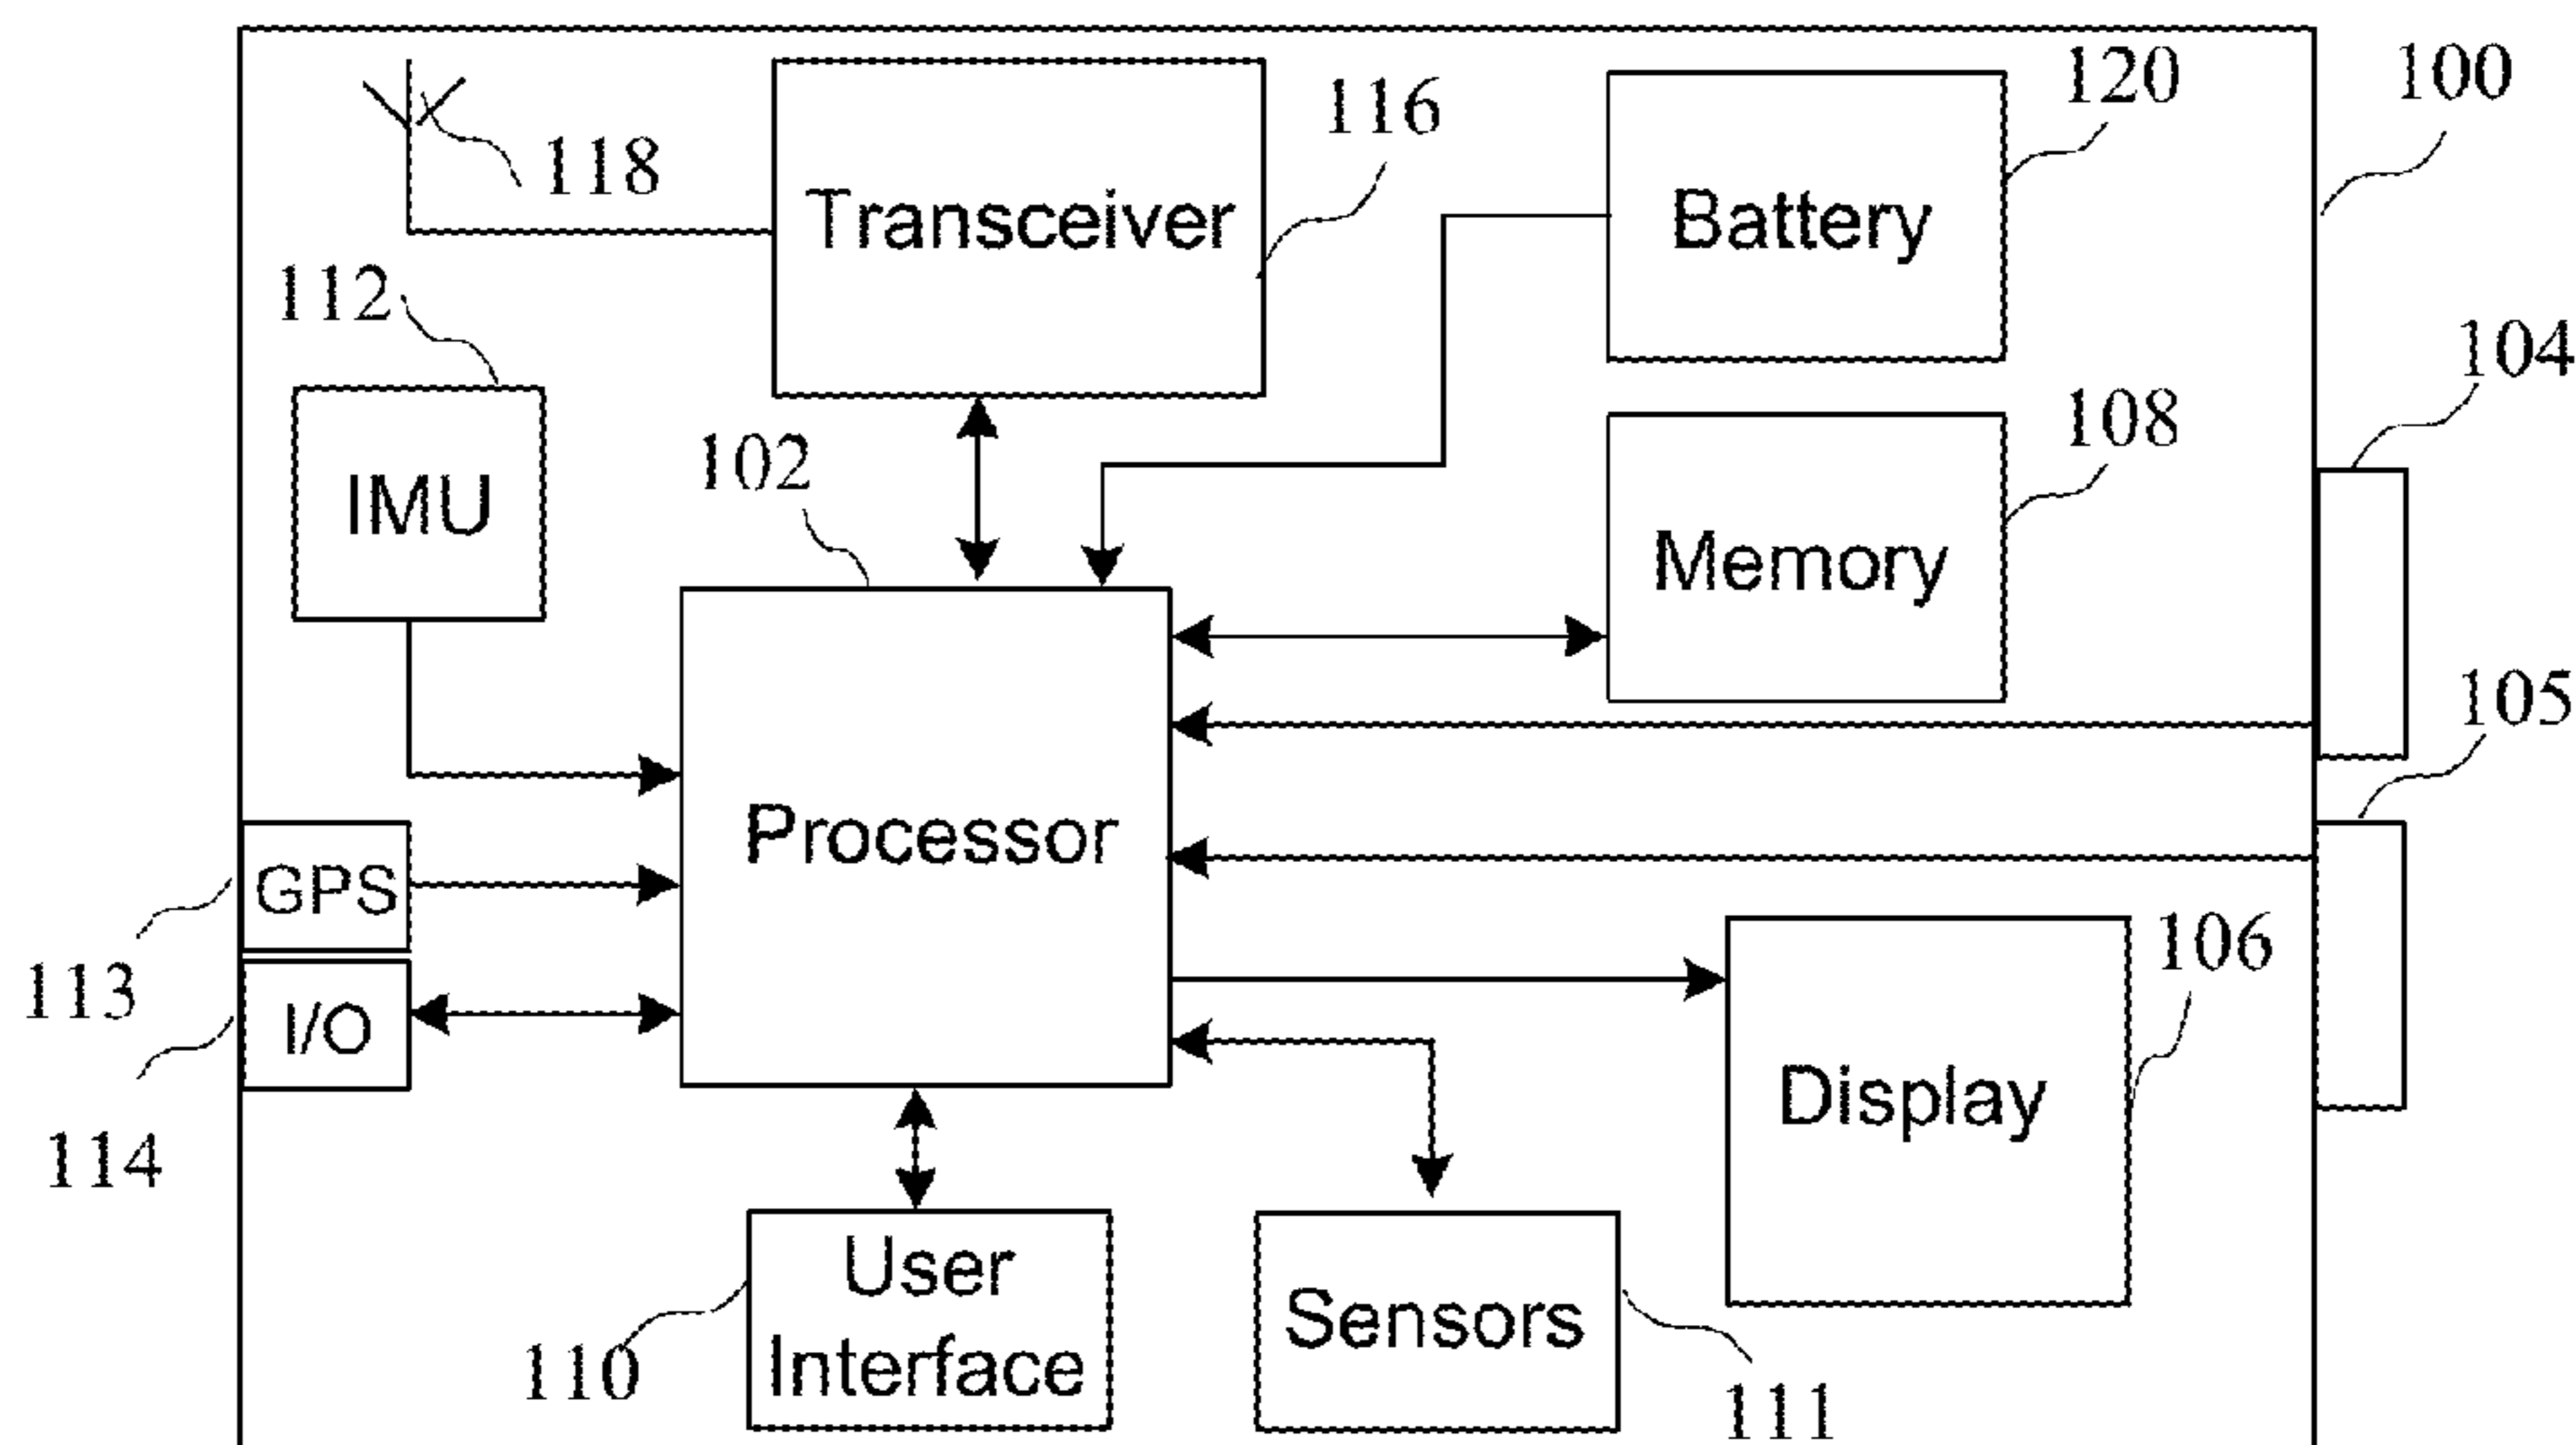 100
120
116
118
Transceiver
Battery
112
104
108
102
IMU
Memory
105
Processor
GPS
106
113
I/O
Display
114
User
Interface
Sensors
110
111